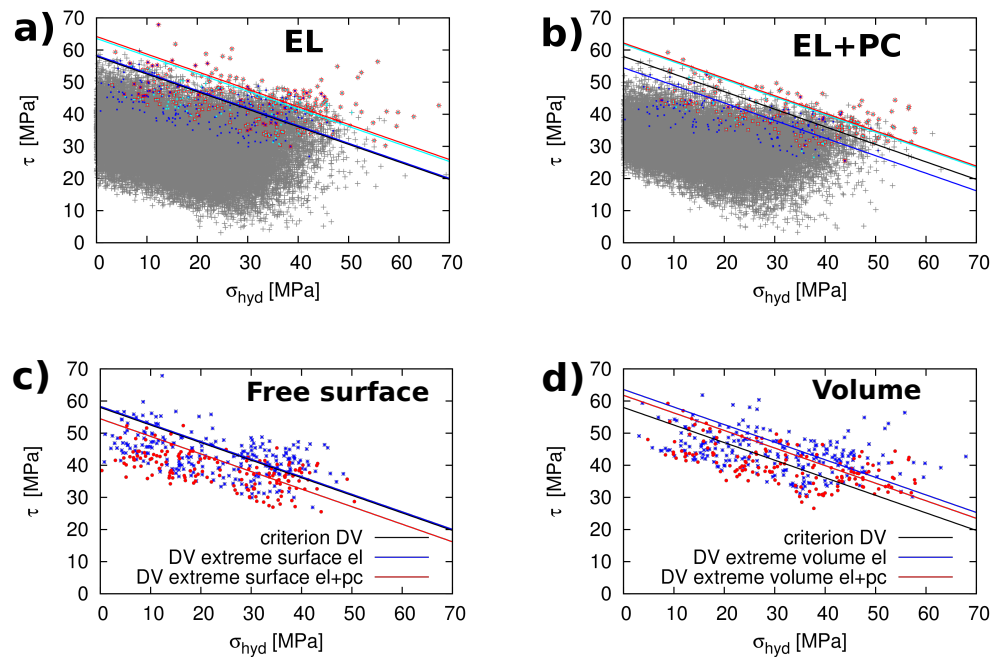 a)
EL
τ [MPa]
70
60
50
40
30
20
10
0
0 10 20 30 40 50 60 70
σhyd [MPa]
b)
EL+PC
τ [MPa]
70
60
50
40
30
20
10
0
0 10 20 30 40 50 60 70
σhyd [MPa]
c)
Free surface
τ [MPa]
70
60
50
40
30
20
10
0
criterion DV
DV extreme surface el
DV extreme surface el+pc
0 10 20 30 40 50 60 70
σhyd [MPa]
d)
Volume
τ [MPa]
70
60
50
40
30
20
10
0
criterion DV
DV extreme volume el
DV extreme volume el+pc
0 10 20 30 40 50 60 70
σhyd [MPa]